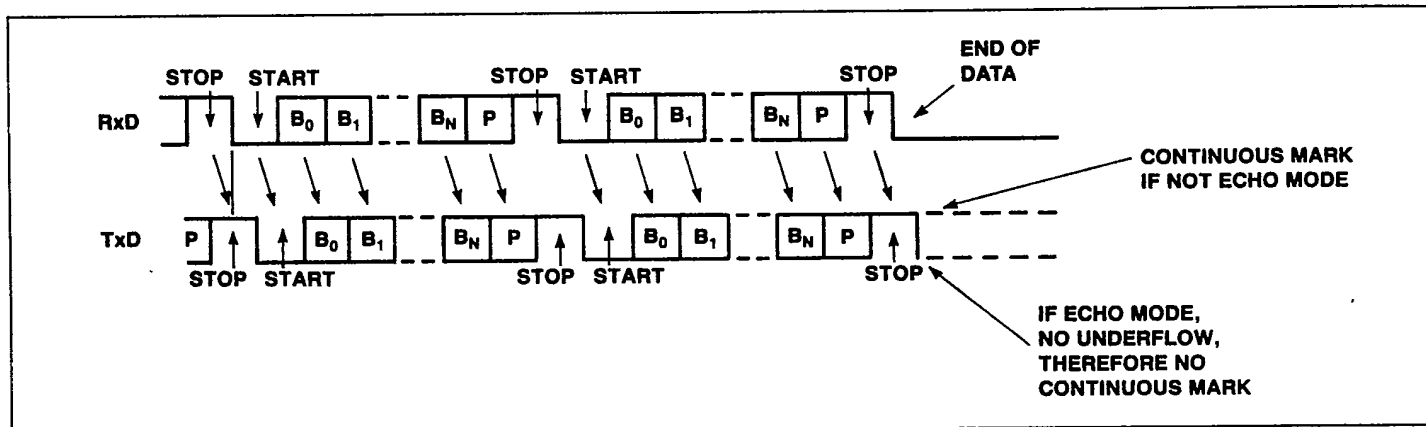 END OF
DATA
STOP START STOP START STOP
RxD B0 B1 BN P B0 B1 BN P
CONTINUOUS MARK
IF NOT ECHO MODE
TxD P B0 B1 BN P B0 B1 BN P
STOP START STOP START STOP
IF ECHO MODE,
NO UNDERFLOW,
THEREFORE NO
CONTINUOUS MARK